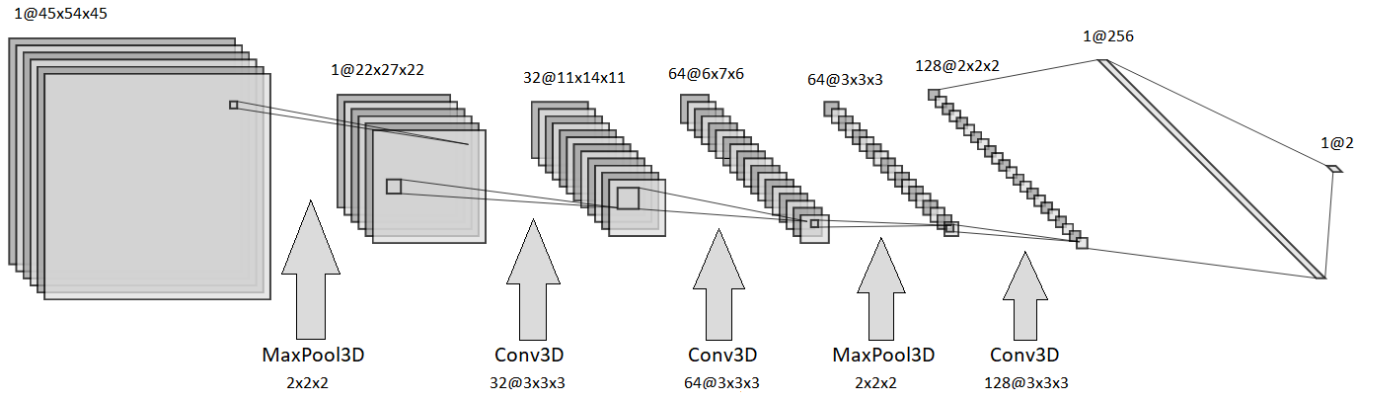 1@45x54x45
1@22x27x22
32@11x14x11
64@6x7x6
64@3x3x3
128@2x2x2
1@256
1@2
MaxPool3D
2x2x2
Conv3D
32@3x3x3
Conv3D
64@3x3x3
MaxPool3D
2x2x2
Conv3D
128@3x3x3